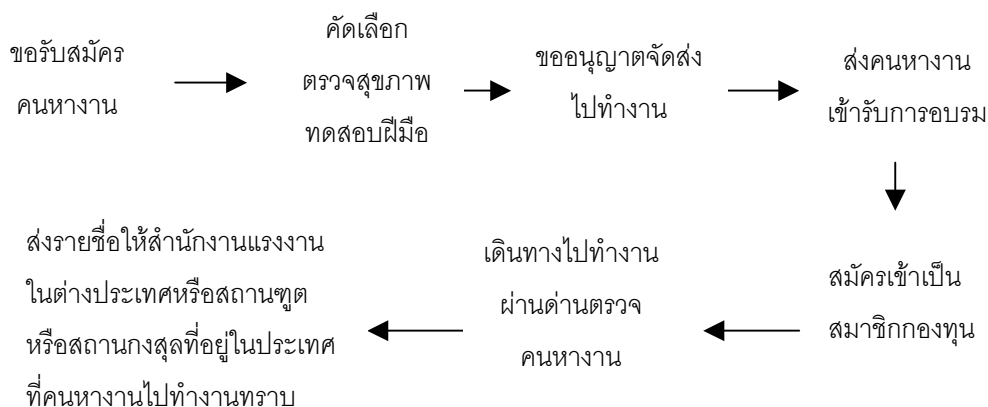 ขอรับสมัคร
คนหางาน
คัดเลือก
ตรวจสุขภาพ
ทดสอบฝีมือ
ขออนุญาตจัดส่ง
ไปทำงาน
ส่งคนหางาน
เข้ารับการอบรม
สมัครเข้าเป็น
สมาชิกกองทุน
เดินทางไปทำงาน
ผ่านด่านตรวจ
คนหางาน
ส่งรายชื่อให้สำนักงานแรงงาน
ในต่างประเทศหรือสถานฑูต
หรือสถานกงสุลที่อยู่ในประเทศ
ที่คนหางานไปทำงานทราบ